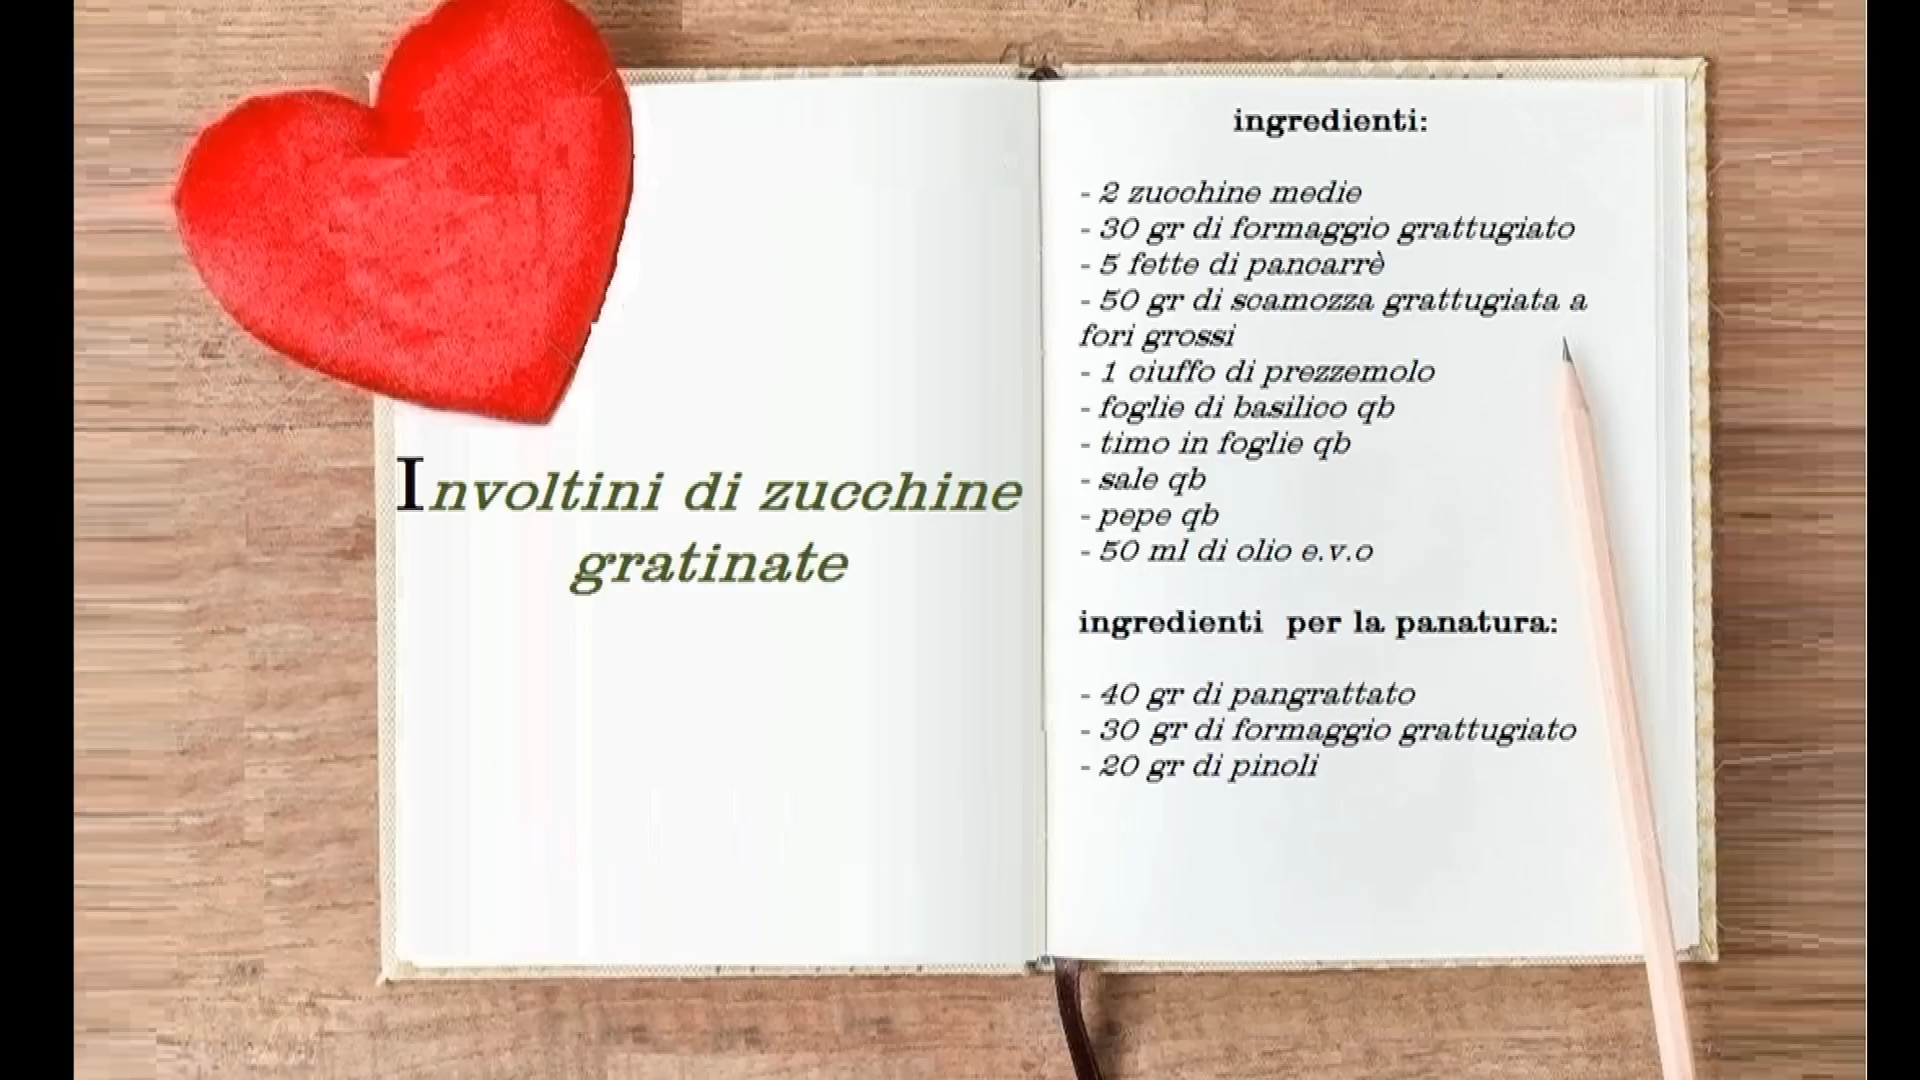 Involtini di zucchine
gratinate
ingredienti:
- 2 zucchine medie
- 30 gr di formaggio grattugiato
- 5 fette di pancarrè
- 50 gr di scamozza grattugiata a
fori grossi
- 1 ciuffo di prezzemolo
- foglie di basilico qb
- timo in foglie qb
- sale qb
- pepe qb
- 50 ml di olio e.v.o
ingredienti per la panatura:
- 40 gr di pangrattato
- 30 gr di formaggio grattugiato
- 20 gr di pinoli